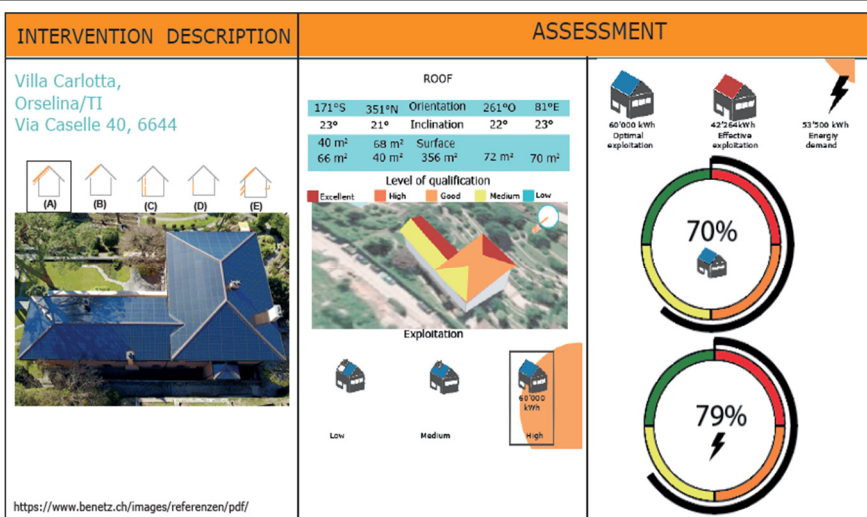 INTERVENTION DESCRIPTION
ASSESSMENT
Villa Carlotta,
Orselina/TI
Via Caselle 40, 6644
(A) (B) (C) (D) (E)
https://www.benetz.ch/images/referenzen/pdf/
ROOF
171°S 351°N Orientation 261°O 81°E
23° 21° Inclination 22° 23°
40 m² 68 m² Surface
66 m² 40 m² 356 m² 72 m² 70 m²
Level of qualification
Excellent High Good Medium Low
Exploitation
60'000
kWh
Low Medium High
60'000 kWh
Optimal
exploitation
42'264kWh
Effective
exploitation
53'500 kWh
Energiy
demand
70%
79%